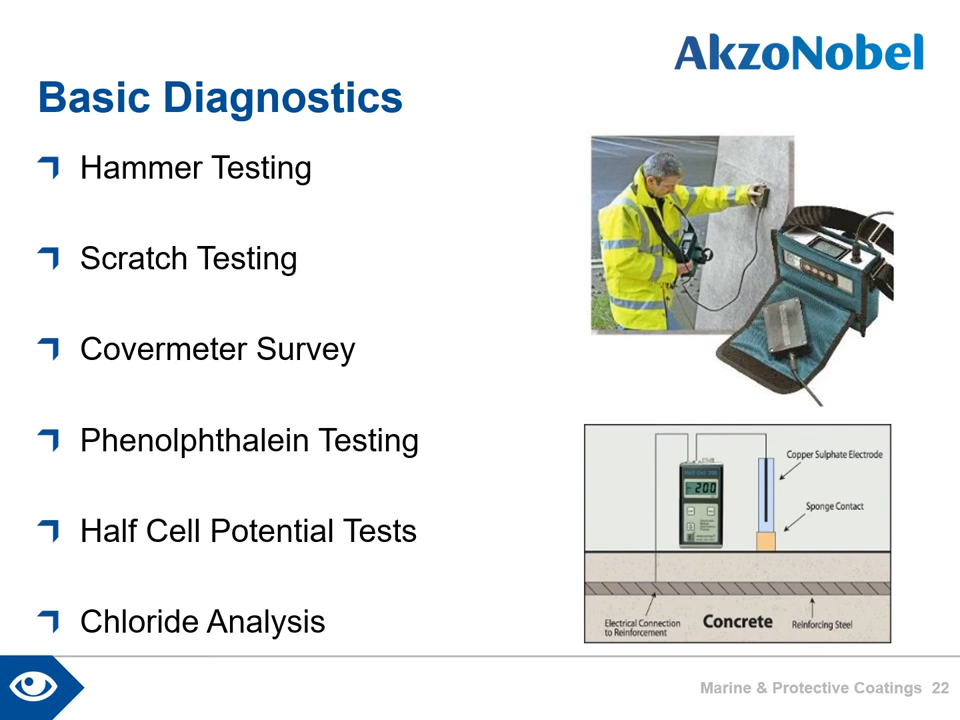 AkzoNobel
Basic Diagnostics
Hammer Testing
Scratch Testing
Covermeter Survey
Phenolphthalein Testing
Half Cell Potential Tests
Chloride Analysis
Copper Sulphate Electrode
-200
Sponge Contact
Electrical Connection
to Reinforcement
Concrete
Reinforcing Steel
Marine & Protective Coatings 22